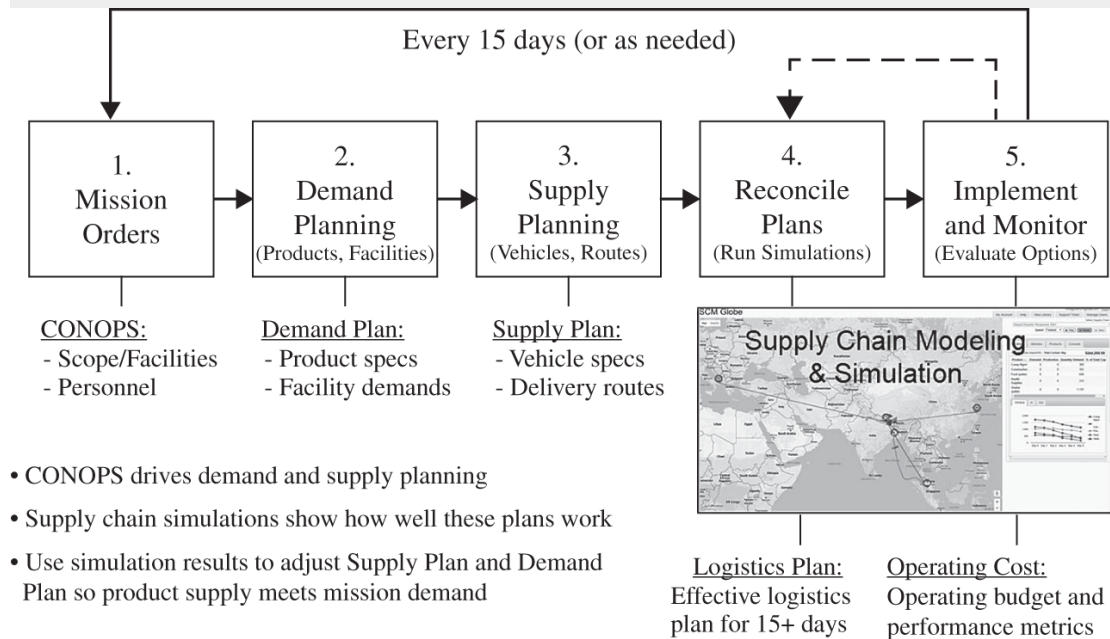 Every 15 days (or as needed)
1.
Mission
Orders
2.
Demand
Planning
(Products, Facilities)
3.
Supply
Planning
(Vehicles, Routes)
4.
Reconcile
Plans
(Run Simulations)
5.
Implement
and Monitor
(Evaluate Options)
CONOPS:
- Scope/Facilities
- Personnel
Demand Plan:
- Product specs
- Facility demands
Supply Plan:
- Vehicle specs
- Delivery routes
SCM Globe
Supply Chain Modeling
& Simulation
• CONOPS drives demand and supply planning
• Supply chain simulations show how well these plans work
• Use simulation results to adjust Supply Plan and Demand
Plan so product supply meets mission demand
Logistics Plan:
Effective logistics
plan for 15+ days
Operating Cost:
Operating budget and
performance metrics